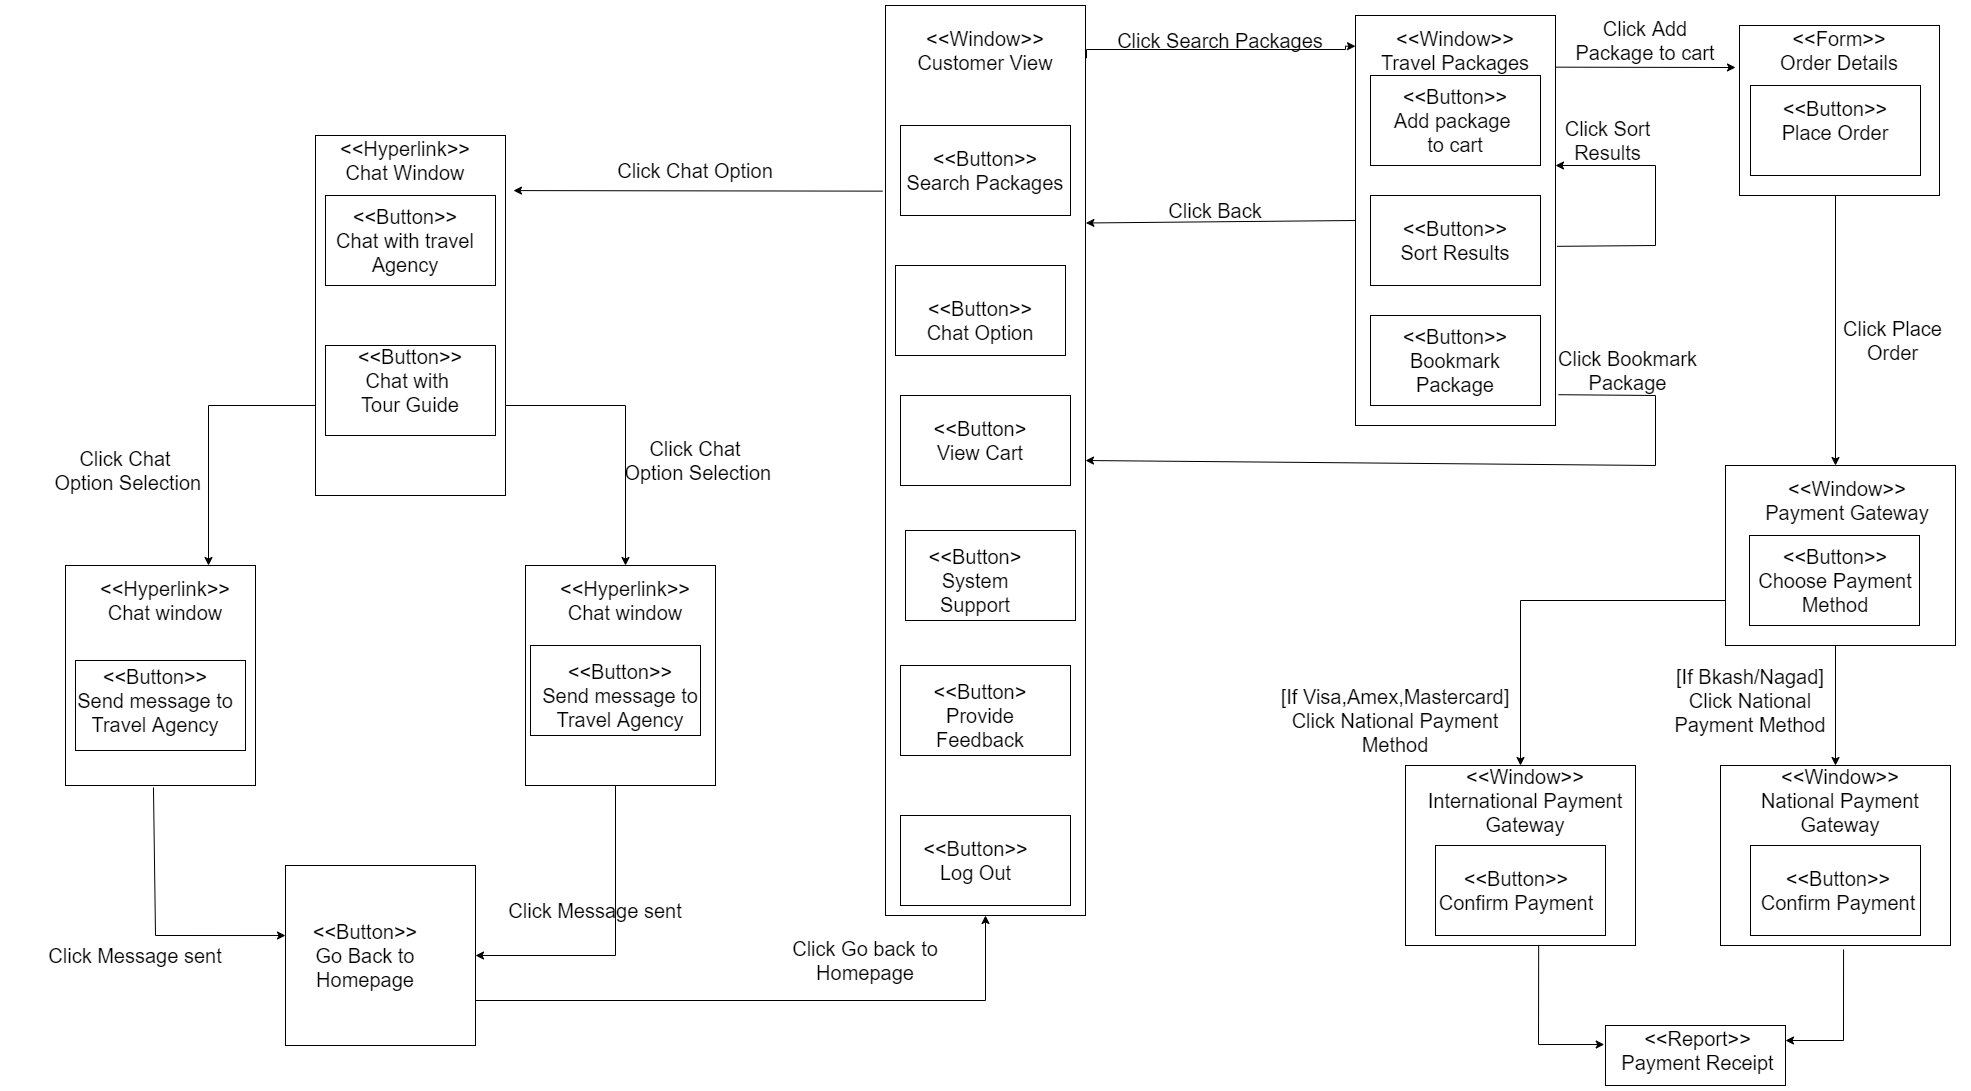 <<Window>>
Customer View
<<Button>>
Search Packages
<<Button>>
Chat Option
<<Button>
View Cart
<<Button>
System
Support
<<Button>
Provide
Feedback
<<Button>>
Log Out
Click Search Packages
<<Window>>
Travel Packages
<<Button>>
Add package
to cart
<<Button>>
Sort Results
<<Button>>
Bookmark
Package
Click Back
Click Sort
Results
Click Bookmark
Package
Click Add
Package to cart
<<Form>>
Order Details
<<Button>>
Place Order
Click Place
Order
<<Window>>
Payment Gateway
<<Button>>
Choose Payment
Method
[If Visa,Amex,Mastercard]
Click National Payment
Method
[If Bkash/Nagad]
Click National
Payment Method
<<Window>>
International Payment
Gateway
<<Button>>
Confirm Payment
<<Window>>
National Payment
Gateway
<<Button>>
Confirm Payment
<<Report>>
Payment Receipt
Click Chat Option
<<Hyperlink>>
Chat Window
<<Button>>
Chat with travel
Agency
<<Button>>
Chat with
Tour Guide
Click Chat
Option Selection
Click Chat
Option Selection
<<Hyperlink>>
Chat window
<<Button>>
Send message to
Travel Agency
<<Hyperlink>>
Chat window
<<Button>>
Send message to
Travel Agency
Click Message sent
Click Message sent
<<Button>>
Go Back to
Homepage
Click Go back to
Homepage